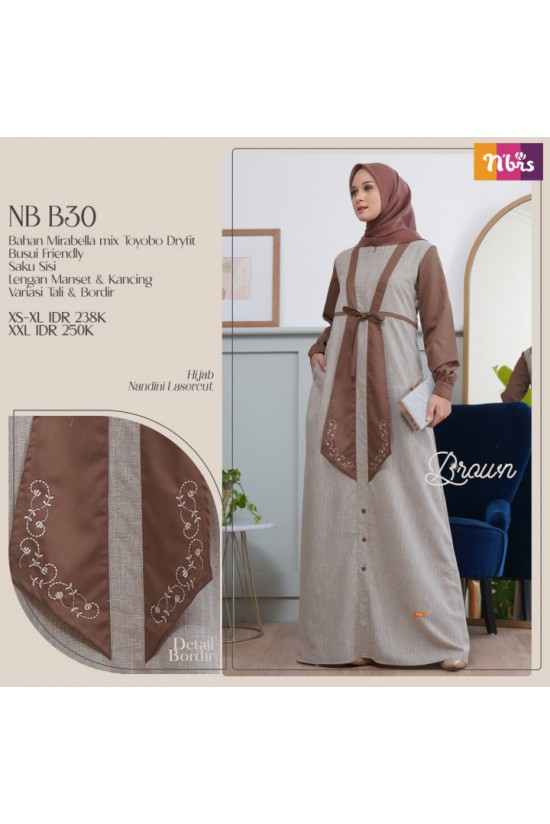 N'brs
NB B30
Bahan Mirabella mix Toyobo Dryfit
Busui Friendly
Saku Sisi
Lengan Manset & Kancing
Variasi Tali & Bordir
XS-XL IDR 238K
XXL IDR 250K
Hijab
Nandini Lasercut
Brown
Detail
Bordir